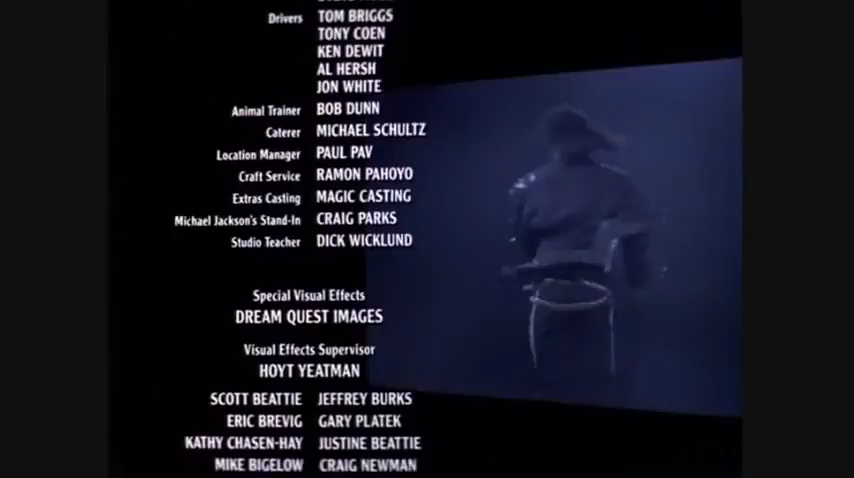 Drivers TOM BRIGGS
TONY COEN
KEN DEWIT
AL HERSH
JON WHITE
Animal Trainer BOB DUNN
Caterer MICHAEL SCHULTZ
Location Manager PAUL PAV
Craft Service RAMON PAHOYO
Extras Casting MAGIC CASTING
Michael Jackson's Stand-In CRAIG PARKS
Studio Teacher DICK WICKLUND
Special Visual Effects
DREAM QUEST IMAGES
Visual Effects Supervisor
HOYT YEATMAN
SCOTT BEATTIE JEFFREY BURKS
ERIC BREVIG GARY PLATEK
KATHY CHASEN-HAY JUSTINE BEATTIE
MIKE BIGELOW CRAIG NEWMAN